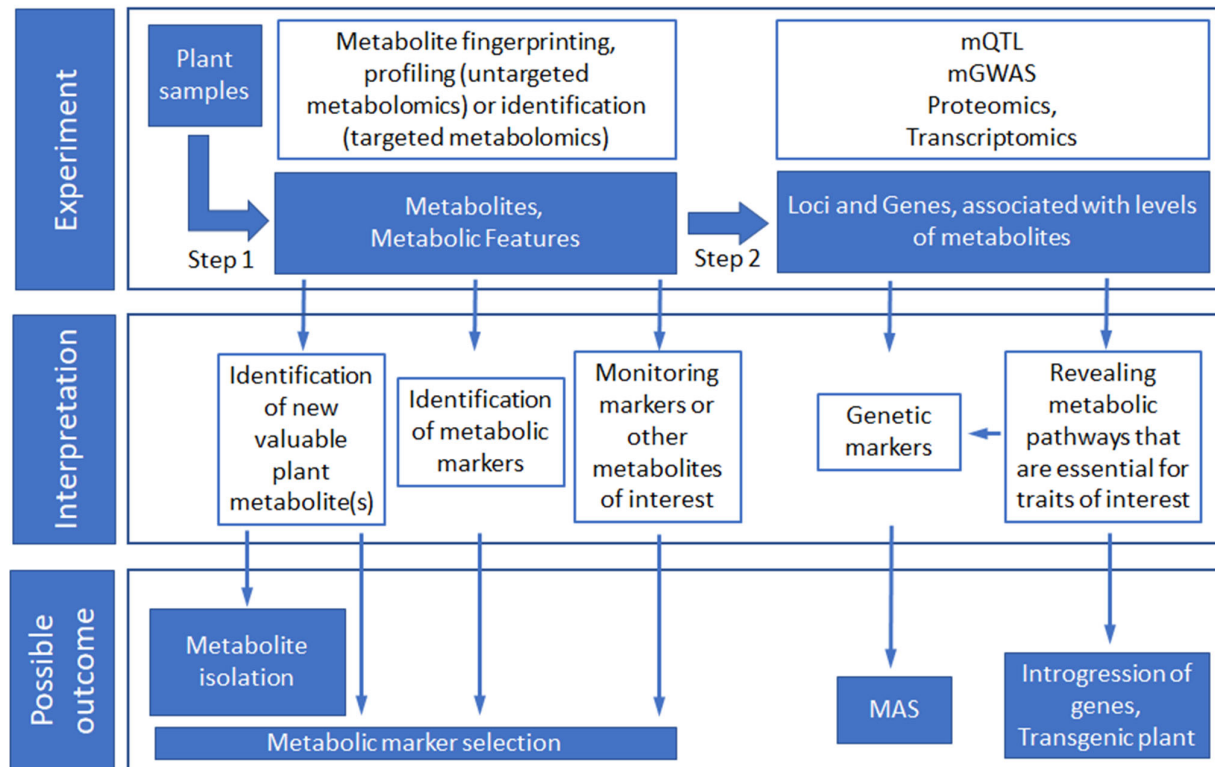 Experiment
Plant
samples
Metabolite fingerprinting,
profiling (untargeted
metabolomics) or identification
(targeted metabolomics)
mQTL
mGWAS
Proteomics,
Transcriptomics
Step 1
Metabolites,
Metabolic Features
Step 2
Loci and Genes, associated with levels
of metabolites
Interpretation
Identification
of new
valuable
plant
metabolite(s)
Identification
of metabolic
markers
Monitoring
markers or
other
metabolites
of interest
Genetic
markers
Revealing
metabolic
pathways that
are essential for
traits of interest
Possible
outcome
Metabolite
isolation
Metabolic marker selection
MAS
Introgression of
genes,
Transgenic plant